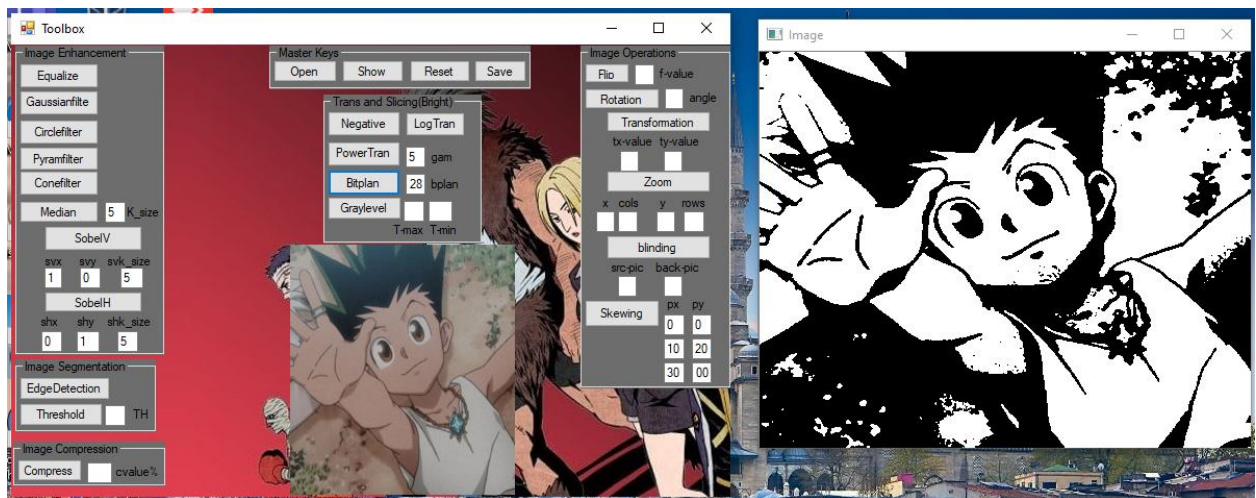 Toolbox
Image Enhancement
Equalize
Gaussianfilte
Circlefilter
Pyramfilter
Conefilter
Median 5 K_size
SobelV
svx svy svk_size
1 0 5
SobelH
shx shy shk_size
0 1 5
Image Segmentation
EdgeDetection
Threshold TH
Image Compression
Compress cvalue%
Master Keys
Open Show Reset Save
Trans and Slicing(Bright)
Negative LogTran
PowerTran 5 gam
Bitplan 28 bplan
Graylevel
T-max T-min
Image Operations
Flip f-value
Rotation angle
Transformation
tx-value ty-value
Zoom
x cols y rows
blinding
src-pic back-pic
Skewing px py
0 0
10 20
30 00
Image